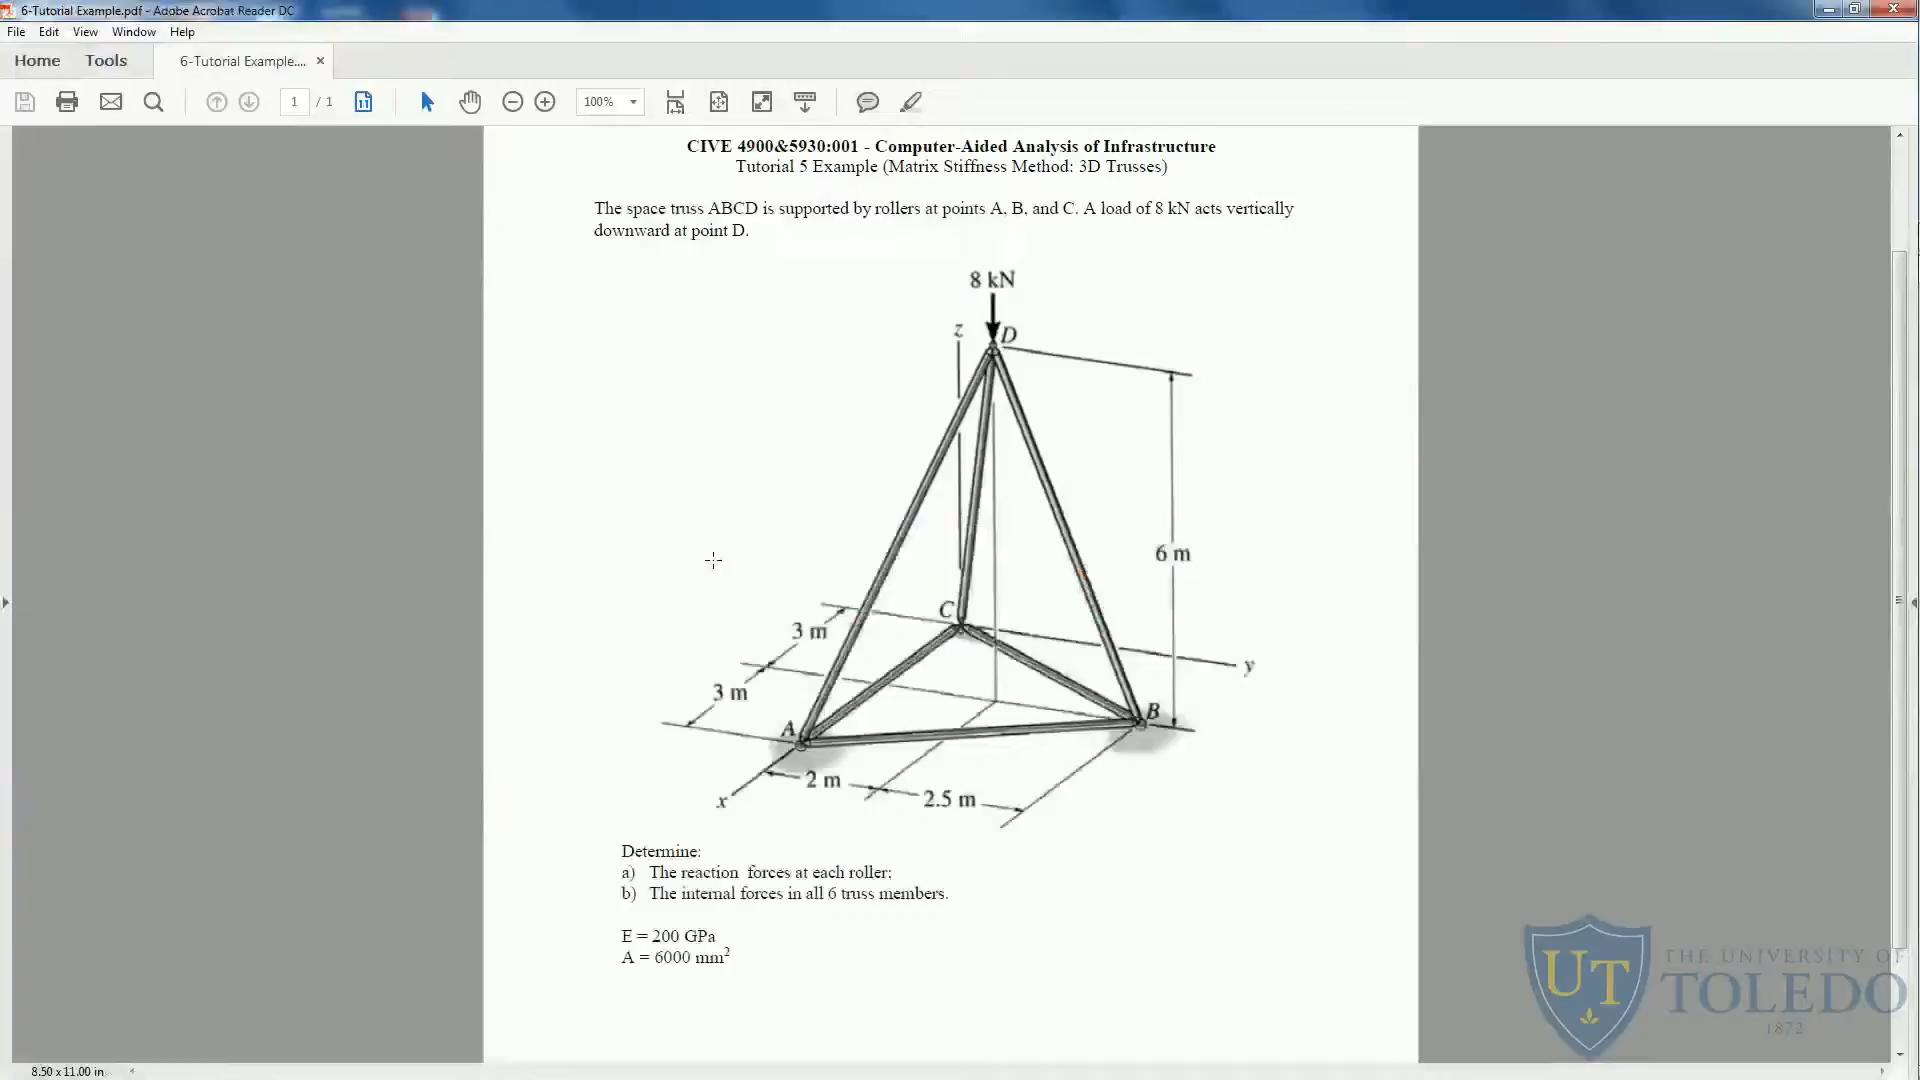 6-Tutorial Example.pdf - Adobe Acrobat Reader DC
File Edit View Window Help
Home Tools 6-Tutorial Example....
1 / 1 100%
CIVE 4900&5930:001 - Computer-Aided Analysis of Infrastructure
Tutorial 5 Example (Matrix Stiffness Method: 3D Trusses)
The space truss ABCD is supported by rollers at points A, B, and C. A load of 8 kN acts vertically
downward at point D.
8 kN
z
D
6 m
C
3 m
y
3 m
B
A
2 m
x
2.5 m
Determine:
a) The reaction forces at each roller;
b) The internal forces in all 6 truss members.
E = 200 GPa
A = 6000 mm²
UT
THE UNIVERSITY OF
TOLEDO
1872
8.50 x 11.00 in